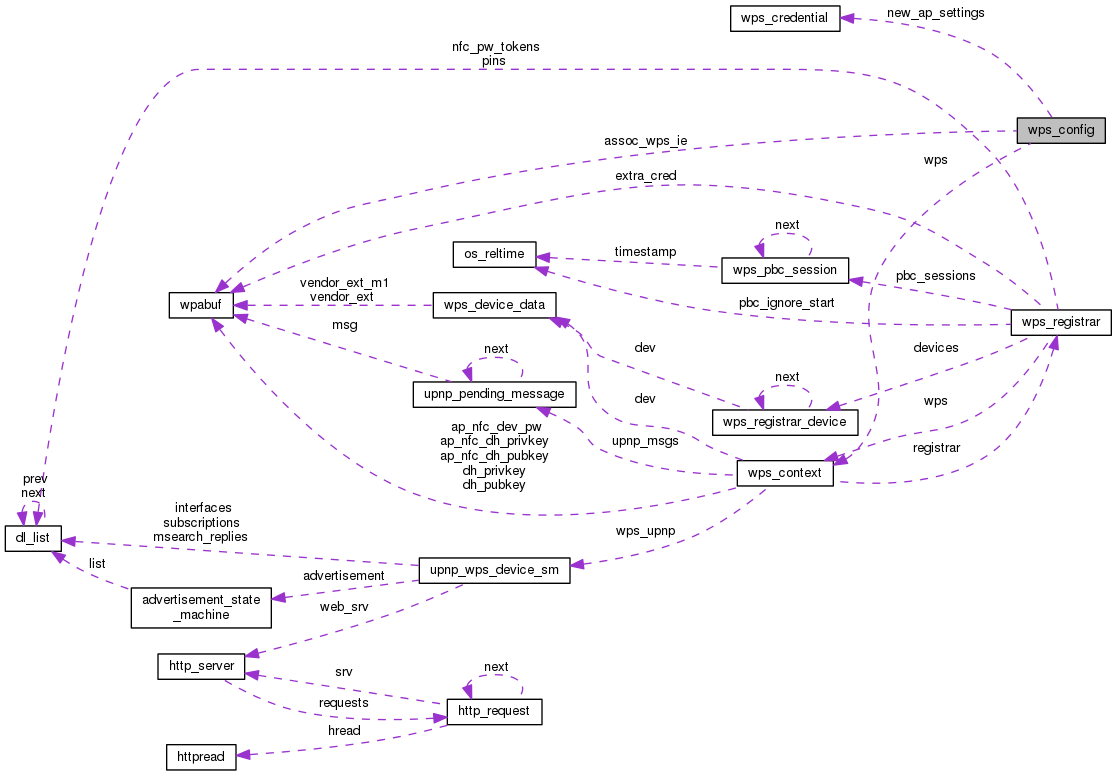 new_ap_settings
wps_credential
nfc_pw_tokens
pins
wps_config
assoc_wps_ie
wps
extra_cred
next
os_reltime
timestamp
wps_pbc_session
pbc_sessions
vendor_ext_m1
vendor_ext
wpabuf
wps_device_data
pbc_ignore_start
wps_registrar
msg
next
dev
devices
next
upnp_pending_message
dev
wps
wps_registrar_device
ap_nfc_dev_pw
ap_nfc_dh_privkey
ap_nfc_dh_pubkey
dh_privkey
dh_pubkey
upnp_msgs
registrar
wps_context
prev
next
interfaces
subscriptions
msearch_replies
wps_upnp
dl_list
list
advertisement
upnp_wps_device_sm
advertisement_state
_machine
web_srv
http_server
srv
next
requests
http_request
hread
httpread